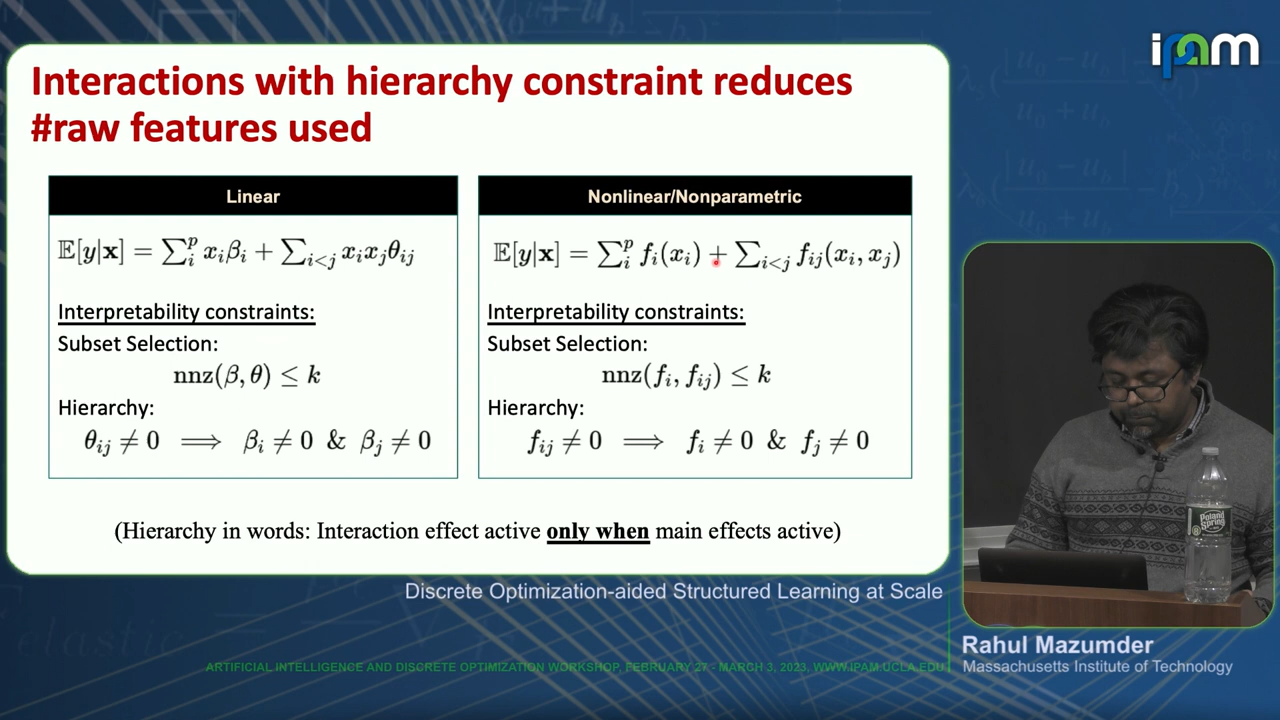 ipam
Interactions with hierarchy constraint reduces
#raw features used
Linear
𝔼[y|𝐱] = ∑ᵢᵖ xᵢβᵢ + ∑_{i<j} xᵢxⱼθᵢⱼ
Interpretability constraints:
Subset Selection:
nnz(β, θ) ≤ k
Hierarchy:
θᵢⱼ ≠ 0 ⟹ βᵢ ≠ 0 & βⱼ ≠ 0
Nonlinear/Nonparametric
𝔼[y|𝐱] = ∑ᵢᵖ fᵢ(xᵢ) + ∑_{i<j} fᵢⱼ(xᵢ, xⱼ)
Interpretability constraints:
Subset Selection:
nnz(fᵢ, fᵢⱼ) ≤ k
Hierarchy:
fᵢⱼ ≠ 0 ⟹ fᵢ ≠ 0 & fⱼ ≠ 0
(Hierarchy in words: Interaction effect active only when main effects active)
Poland
Spring
Discrete Optimization-aided Structured Learning at Scale
Rahul Mazumder
Massachusetts Institute of Technology
elastic
ARTIFICIAL INTELLIGENCE AND DISCRETE OPTIMIZATION WORKSHOP, FEBRUARY 27 - MARCH 3, 2023, WWW.IPAM.UCLA.EDU